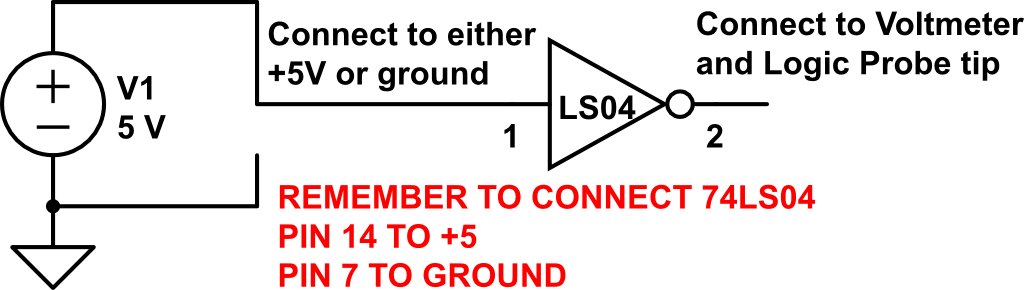 Connect to either
+5V or ground
Connect to Voltmeter
and Logic Probe tip
+
−
V1
5 V
LS04
1
2
REMEMBER TO CONNECT 74LS04
PIN 14 TO +5
PIN 7 TO GROUND